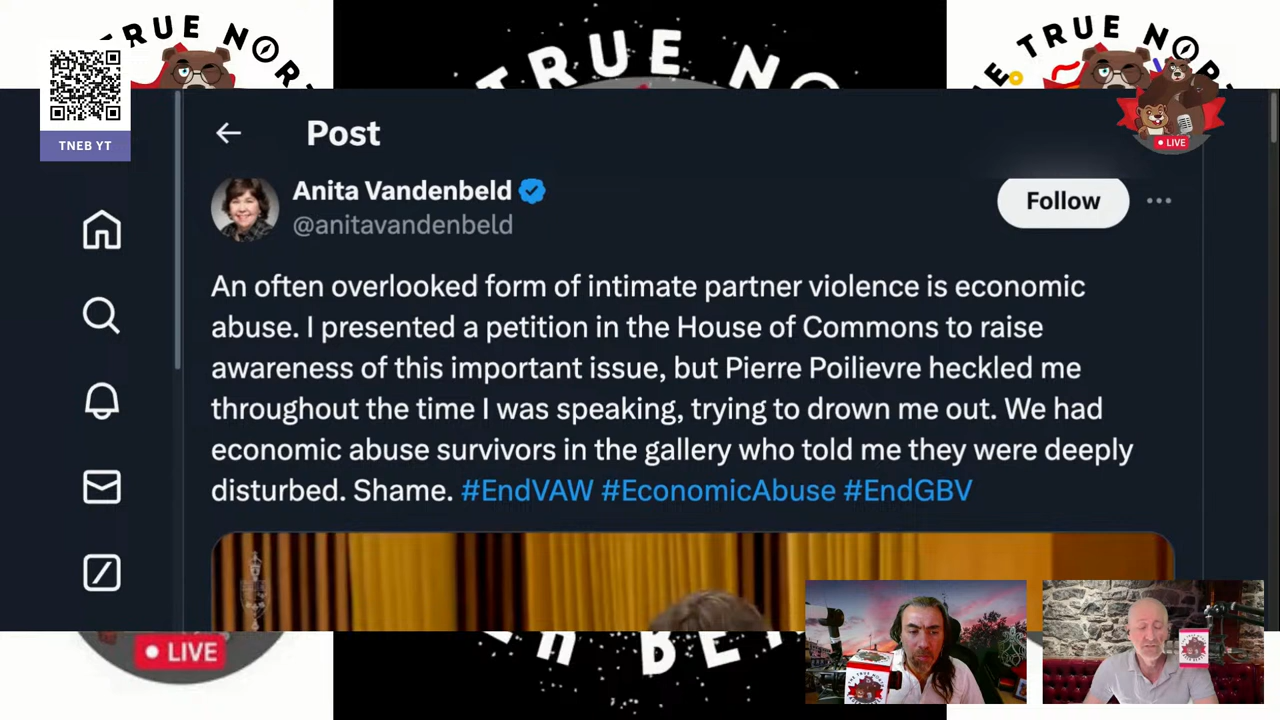 TRUE NOR
TRUE N
E TRUE NOR
TNEB YT
LIVE
Post
Anita Vandenbeld
@anitavandenbeld
Follow
An often overlooked form of intimate partner violence is economic
abuse. I presented a petition in the House of Commons to raise
awareness of this important issue, but Pierre Poilievre heckled me
throughout the time I was speaking, trying to drown me out. We had
economic abuse survivors in the gallery who told me they were deeply
disturbed. Shame. #EndVAW #EconomicAbuse #EndGBV
LIVE